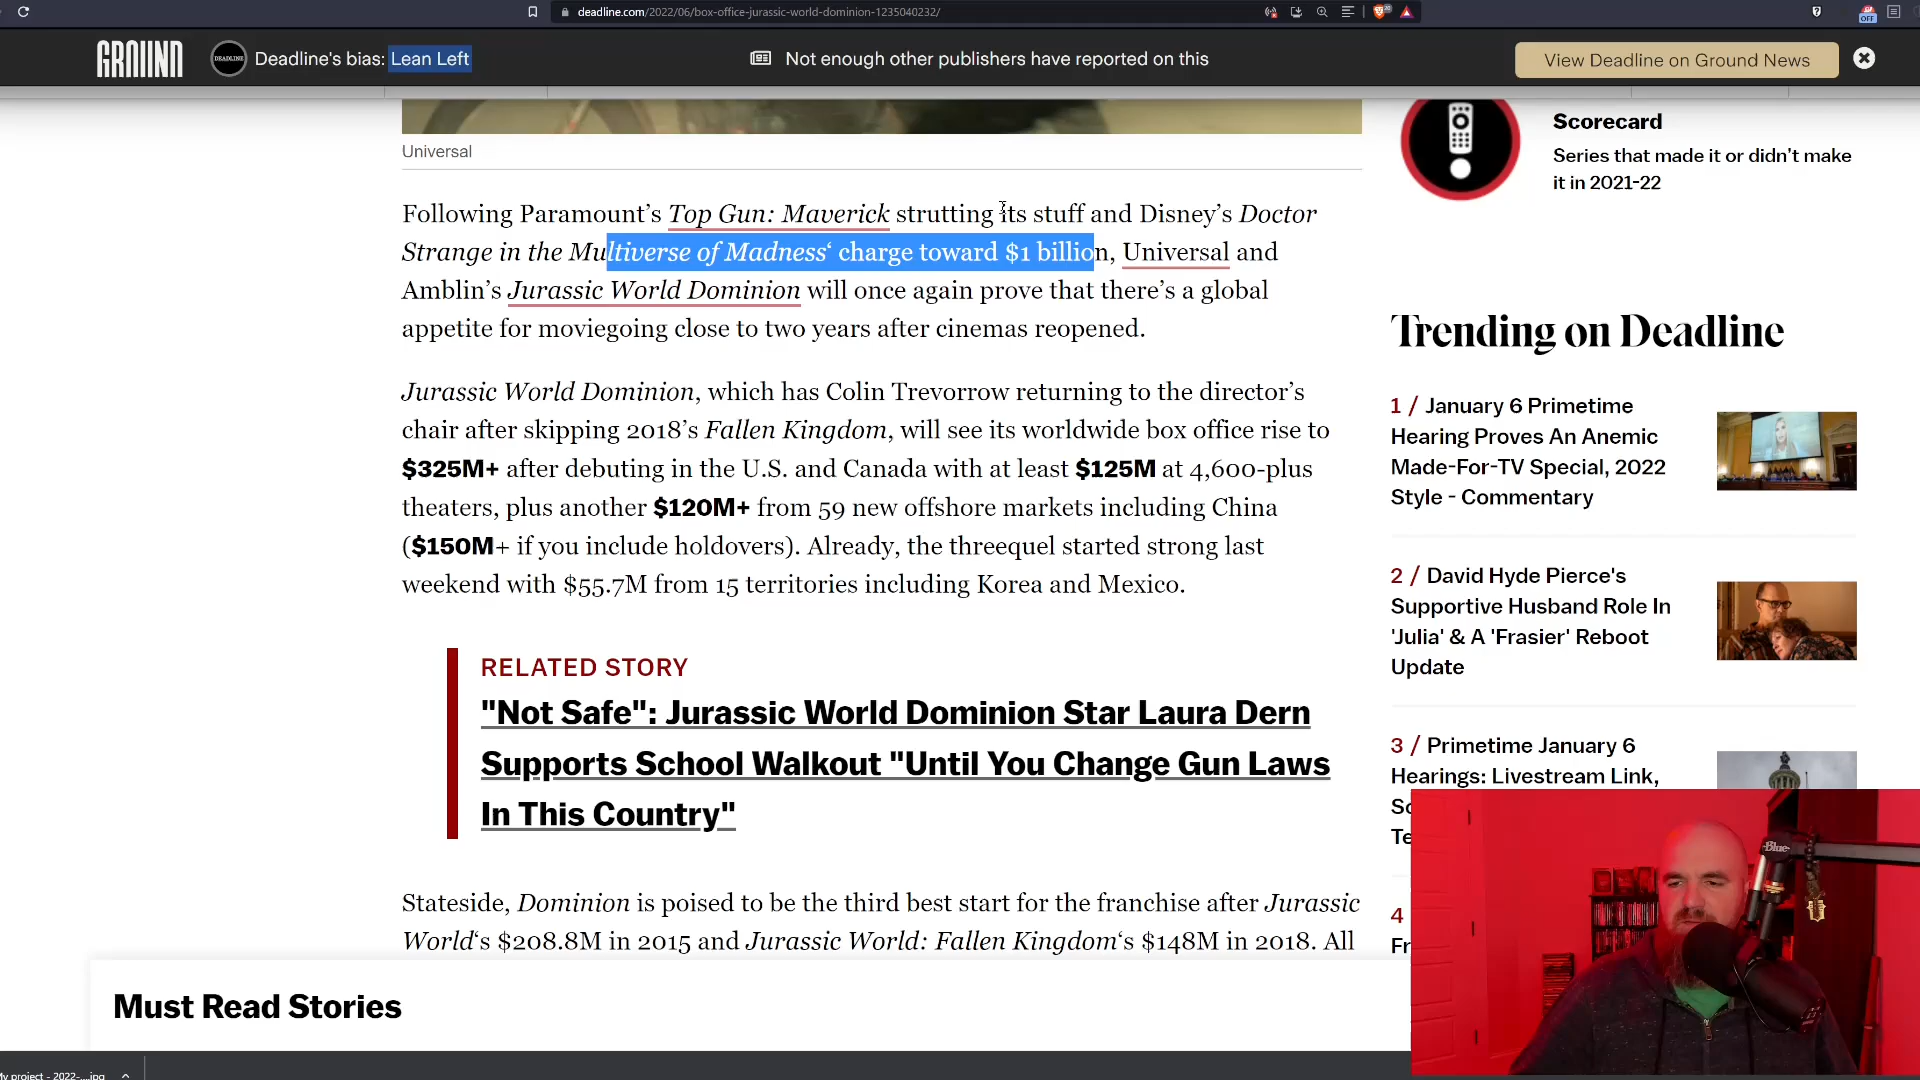 deadline.com/2022/06/box-office-jurassic-world-dominion-1235040232/
OFF
GROUND
DEADLINE
Deadline's bias: Lean Left
Not enough other publishers have reported on this
View Deadline on Ground News
Universal
Following Paramount’s Top Gun: Maverick strutting its stuff and Disney’s Doctor
Strange in the Multiverse of Madness‘ charge toward $1 billion, Universal and
Amblin’s Jurassic World Dominion will once again prove that there’s a global
appetite for moviegoing close to two years after cinemas reopened.
Jurassic World Dominion, which has Colin Trevorrow returning to the director’s
chair after skipping 2018’s Fallen Kingdom, will see its worldwide box office rise to
$325M+ after debuting in the U.S. and Canada with at least $125M at 4,600-plus
theaters, plus another $120M+ from 59 new offshore markets including China
($150M+ if you include holdovers). Already, the threequel started strong last
weekend with $55.7M from 15 territories including Korea and Mexico.
RELATED STORY
"Not Safe": Jurassic World Dominion Star Laura Dern
Supports School Walkout "Until You Change Gun Laws
In This Country"
Stateside, Dominion is poised to be the third best start for the franchise after Jurassic
World‘s $208.8M in 2015 and Jurassic World: Fallen Kingdom‘s $148M in 2018. All
Scorecard
Series that made it or didn’t make
it in 2021-22
Trending on Deadline
1 / January 6 Primetime
Hearing Proves An Anemic
Made-For-TV Special, 2022
Style - Commentary
2 / David Hyde Pierce's
Supportive Husband Role In
'Julia' & A 'Frasier' Reboot
Update
3 / Primetime January 6
Hearings: Livestream Link,
Sc
Te
4
Fr
Blue
Must Read Stories
My project - 2022-....jpg